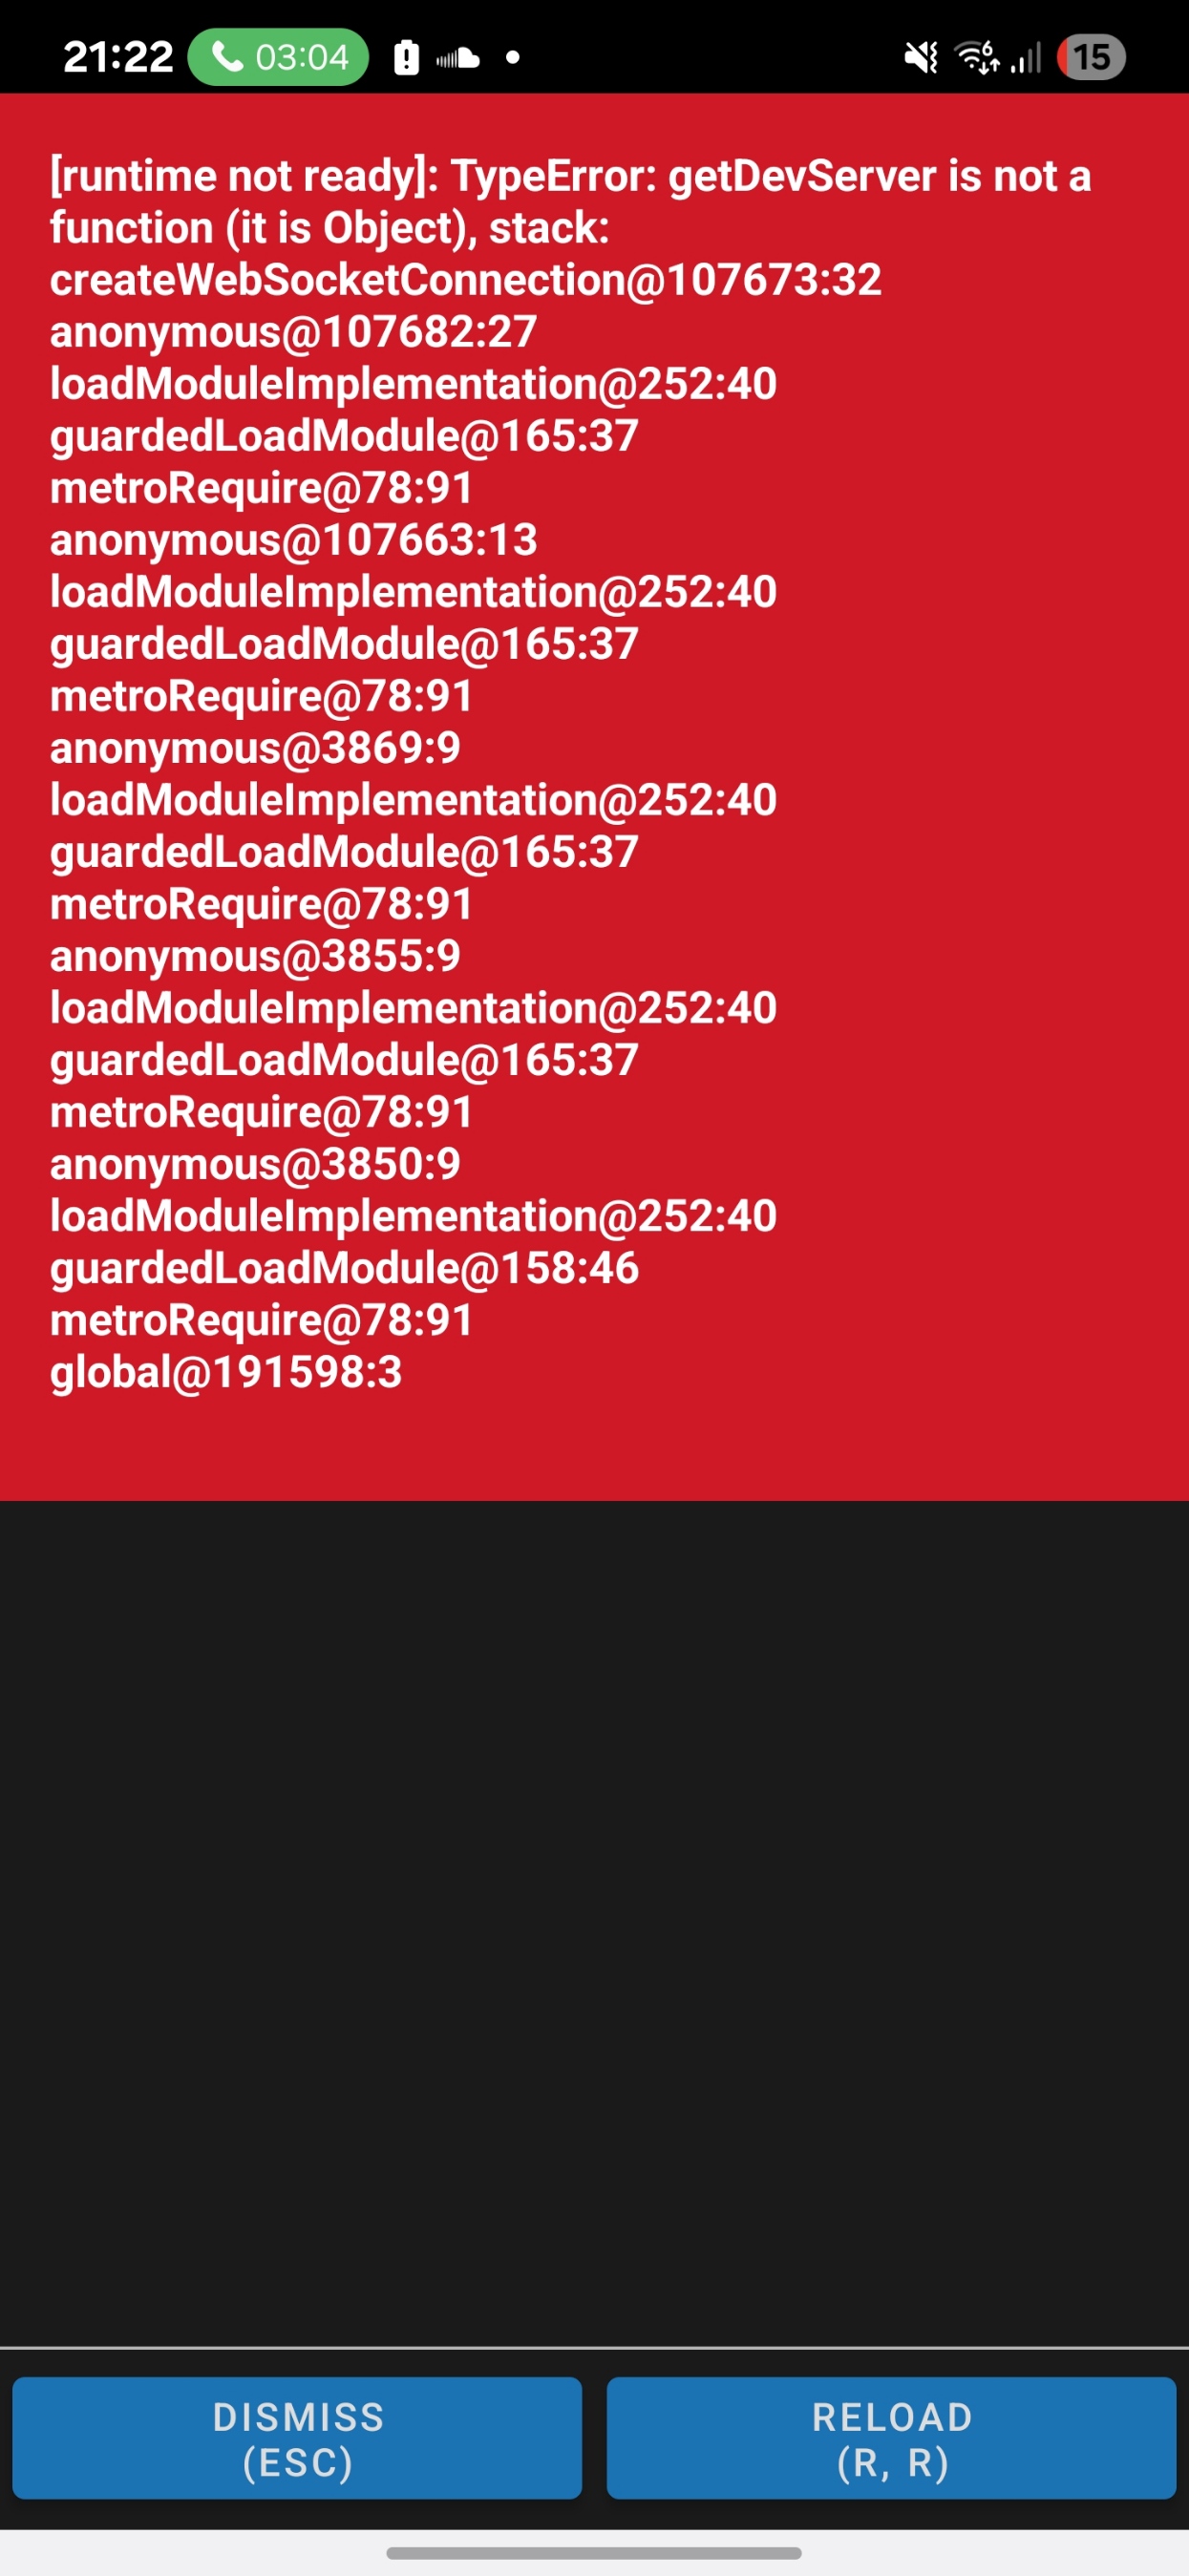 21:22 03:04 15
[runtime not ready]: TypeError: getDevServer is not a
function (it is Object), stack:
createWebSocketConnection@107673:32
anonymous@107682:27
loadModuleImplementation@252:40
guardedLoadModule@165:37
metroRequire@78:91
anonymous@107663:13
loadModuleImplementation@252:40
guardedLoadModule@165:37
metroRequire@78:91
anonymous@3869:9
loadModuleImplementation@252:40
guardedLoadModule@165:37
metroRequire@78:91
anonymous@3855:9
loadModuleImplementation@252:40
guardedLoadModule@165:37
metroRequire@78:91
anonymous@3850:9
loadModuleImplementation@252:40
guardedLoadModule@158:46
metroRequire@78:91
global@191598:3
DISMISS
(ESC)
RELOAD
(R, R)